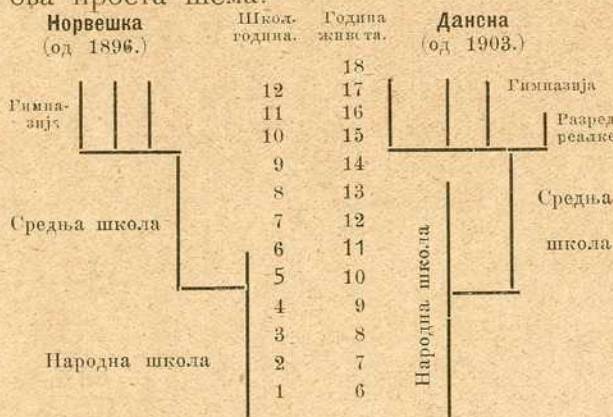 ова проста шема:
Норвешка Школ. Година Данска
(од 1896.) година. живота. (од 1903.)
18
12 17 Гимназија
Гимна- 11 16 Разред
зија 10 15 реалке
9 14
8 13 Средња
Средња школа 7 12
6 11 школа
5 10
4 9
3 8
Народна школа 2 7
1 6
Народна школа